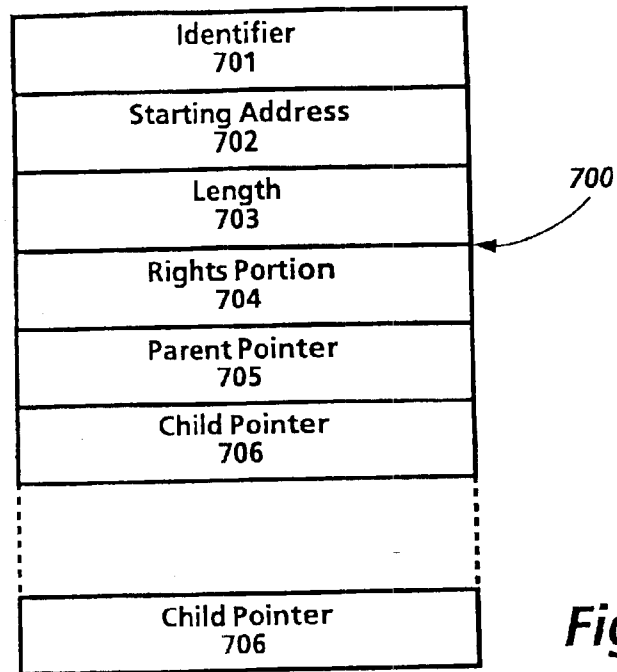 Identifier
701
Starting Address
702
Length
703
700
Rights Portion
704
Parent Pointer
705
Child Pointer
706
Child Pointer
706
Fig